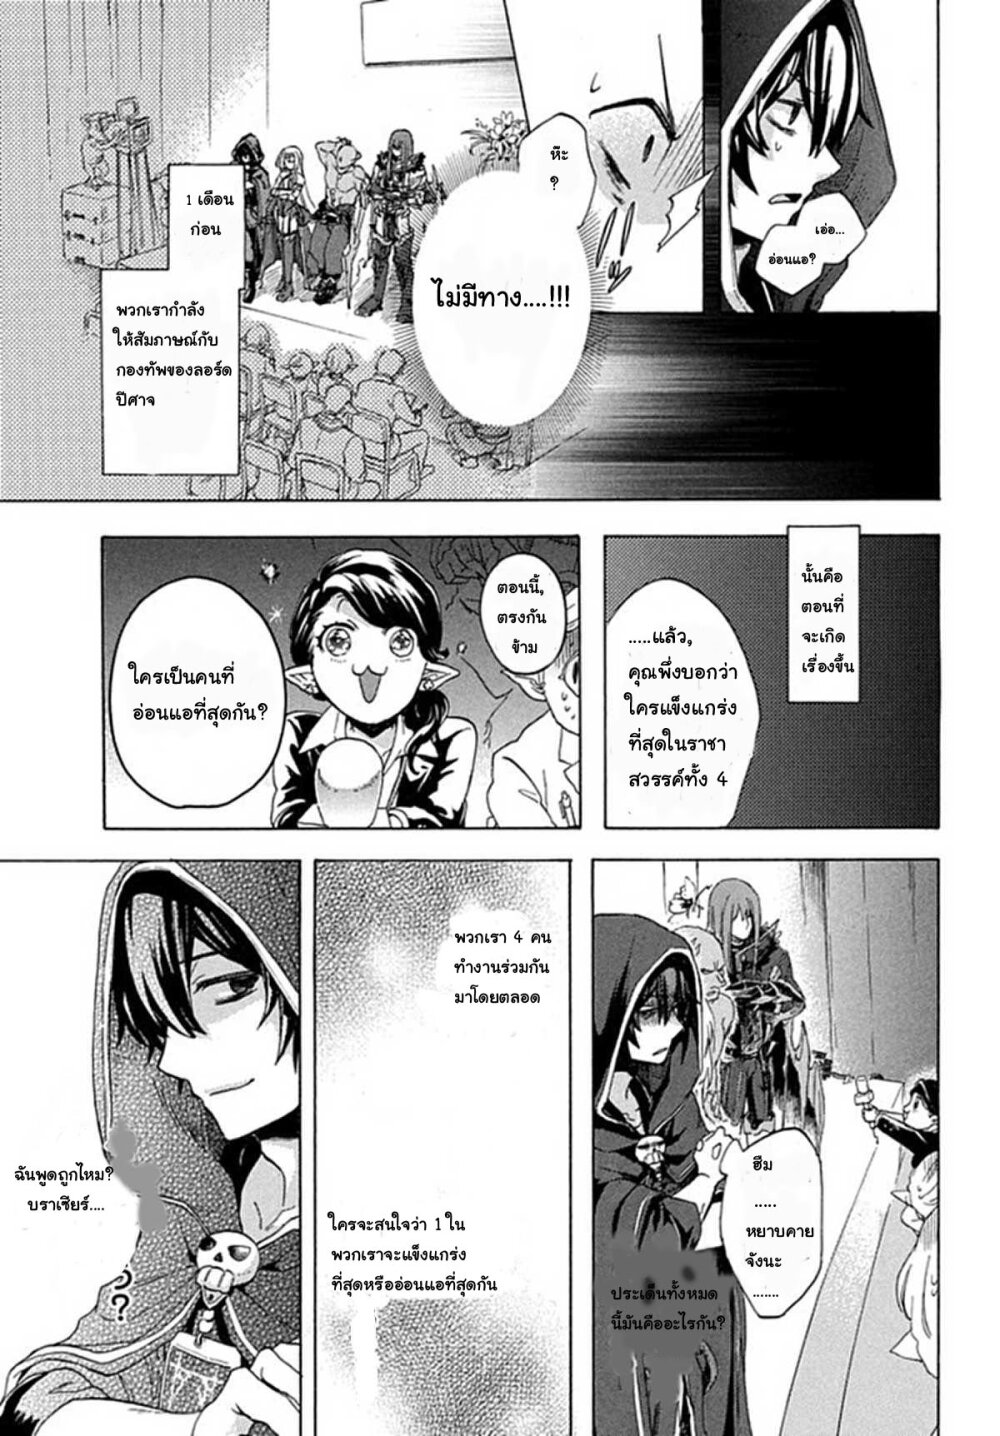 เอ่อ...
อ่อนแอ?
ห๊ะ
?
ไม่มีทาง....!!!
1 เดือน
ก่อน
พวกเรากำลัง
ให้สัมภาษณ์กับ
กองทัพของลอร์ด
ปีศาจ
นั้นคือ
ตอนที่
จะเกิด
เรื่องขึ้น
.....แล้ว,
คุณพึ่งบอกว่า
ใครแข็งแกร่ง
ที่สุดในราชา
สวรรค์ทั้ง 4
ตอนนี้,
ตรงกัน
ข้าม
ใครเป็นคนที่
อ่อนแอที่สุดกัน?
ฮืม
.....
หยาบคาย
จังนะ
.......
ประเด็นทั้งหมด
นี้มันคืออะไรกัน?
พวกเรา 4 คน
ทำงานร่วมกัน
มาโดยตลอด
ใครจะสนใจว่า 1 ใน
พวกเราจะแข็งแกร่ง
ที่สุดหรืออ่อนแอที่สุดกัน
ฉันพูดถูกไหม?
บราเซียร์....
? ?